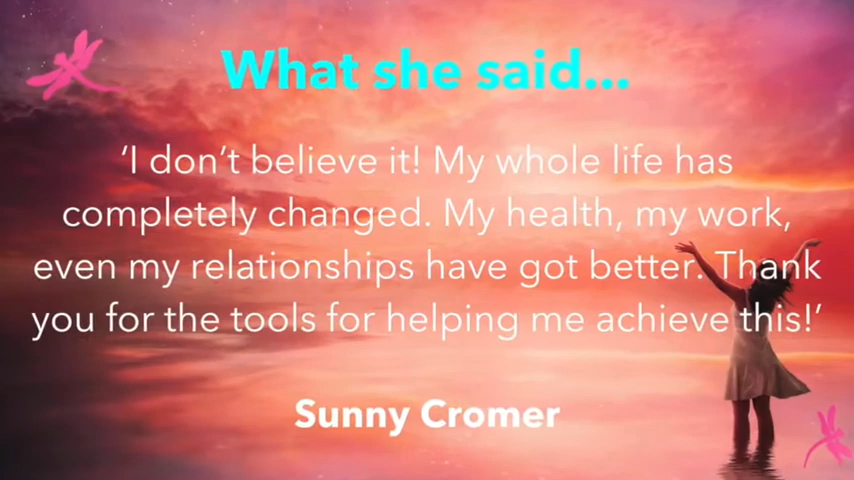 What she said...
‘I don’t believe it! My whole life has
completely changed. My health, my work,
even my relationships have got better. Thank
you for the tools for helping me achieve this!’
Sunny Cromer